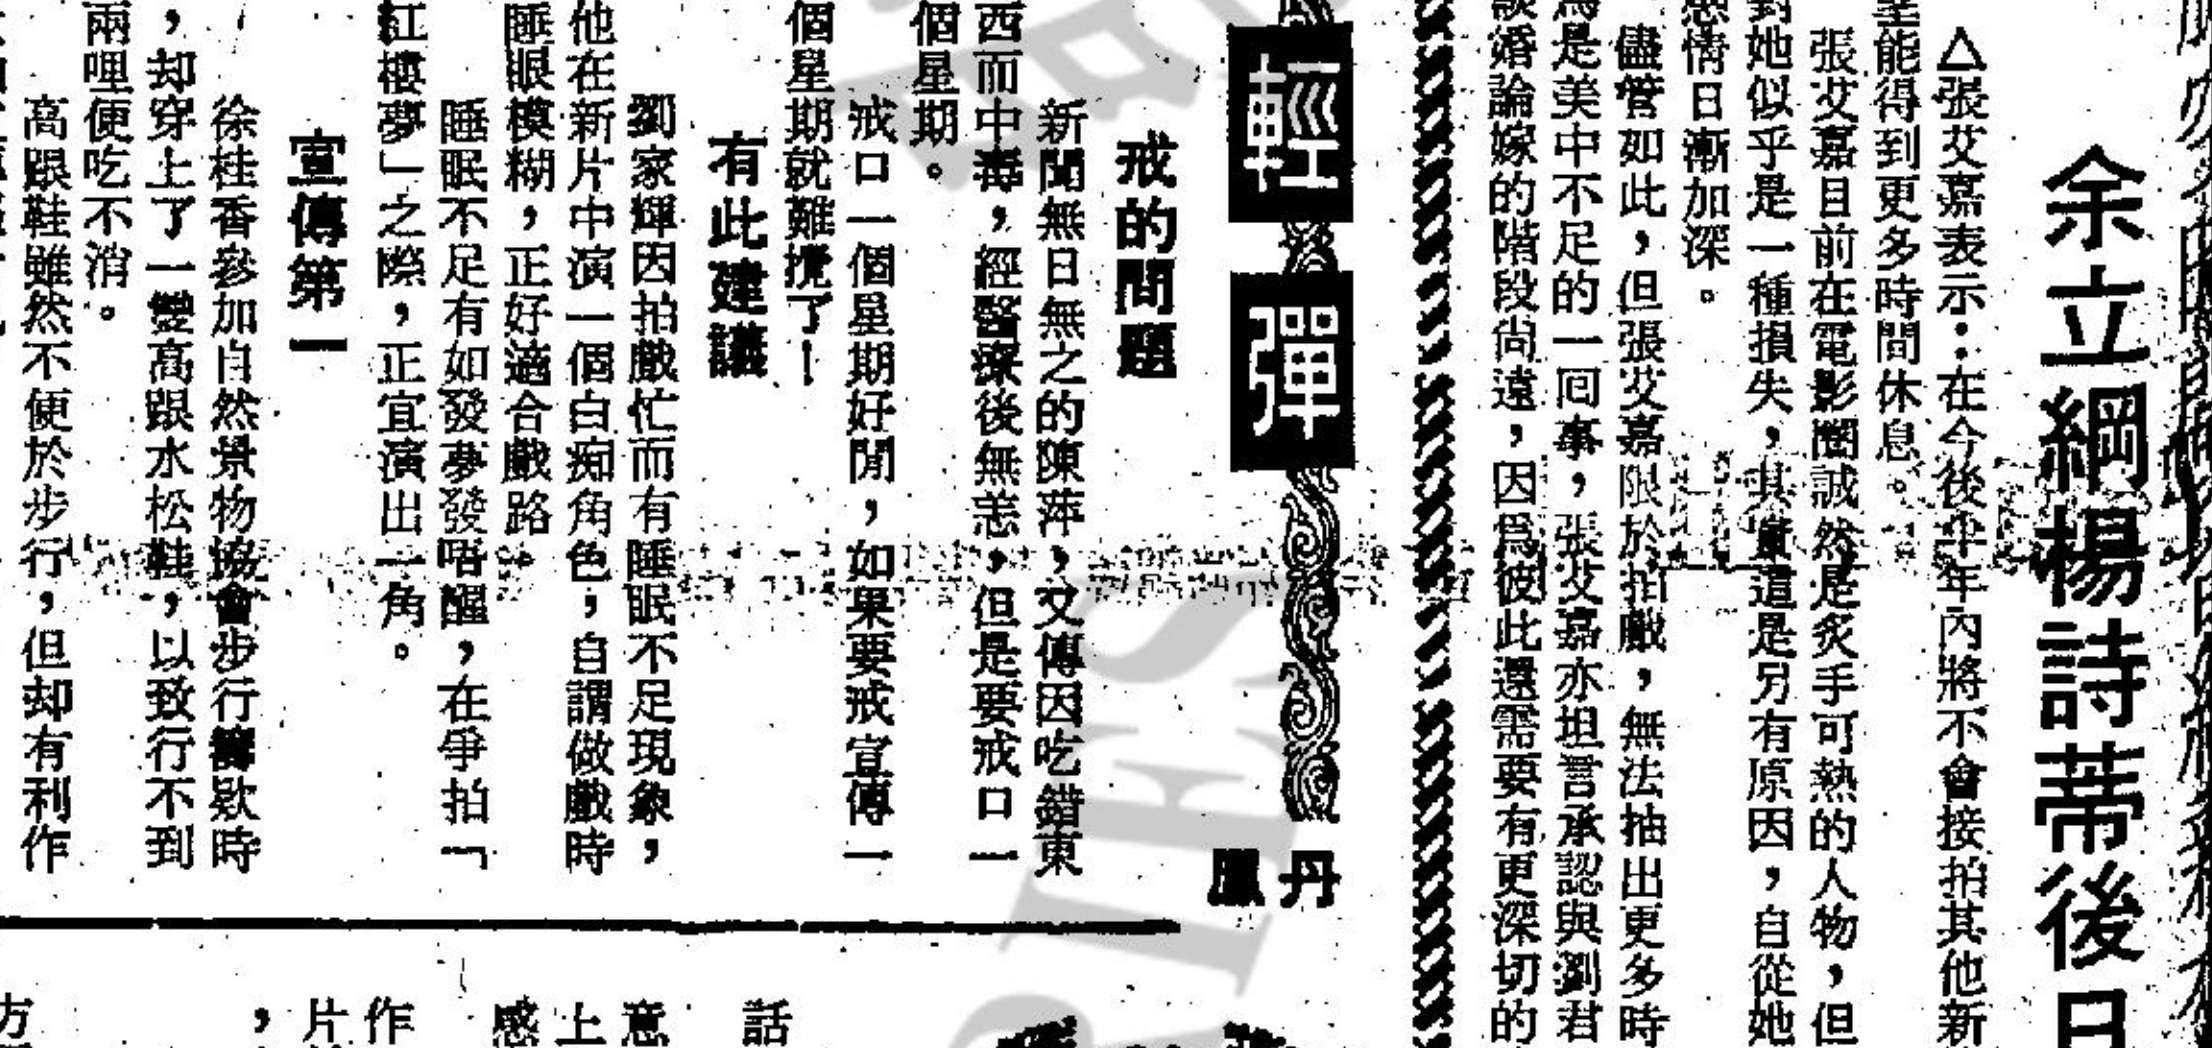 余立綱楊詩蒂後日
△張艾嘉表示：在今後半年內將不會接拍其他新
能得到更多時間休息。
張艾嘉目前在電影圈誠然是炙手可熱的人物，但
對她似乎是一種損失，其實這是另有原因，自從她
感情日漸加深。
儘管如此，但張艾嘉限於拍戲，無法抽出更多時
為是美中不足的一回事，張艾嘉亦坦言承認與劉君
談婚論嫁的階段尚遠，因爲彼此還需要有更深切的
輕彈
丹鳳
戒的問題
新聞無日無之的陳萍，又傳因吃錯東
西而中毒，經醫療後無恙，但是要戒口一
個星期。
戒口一個星期好閒，如果要戒宣傳一
個星期就難攪了！
有此建議
劉家輝因拍戲忙而有睡眠不足現象，
他在新片中演一個白痴角色，自謂做戲時
睡眼模糊，正好適合戲路。
睡眠不足有如發夢發唔醒，在爭拍「
紅樓夢」之際，正宜演出一角。
宣傳第一
徐桂香參加自然景物協會步行籌欵時
，却穿上了一雙高跟水松鞋，以致行不到
兩哩便吃不消。
高跟鞋雖然不便於步行，但却有利作
話
意
上
感
作
片
，
方